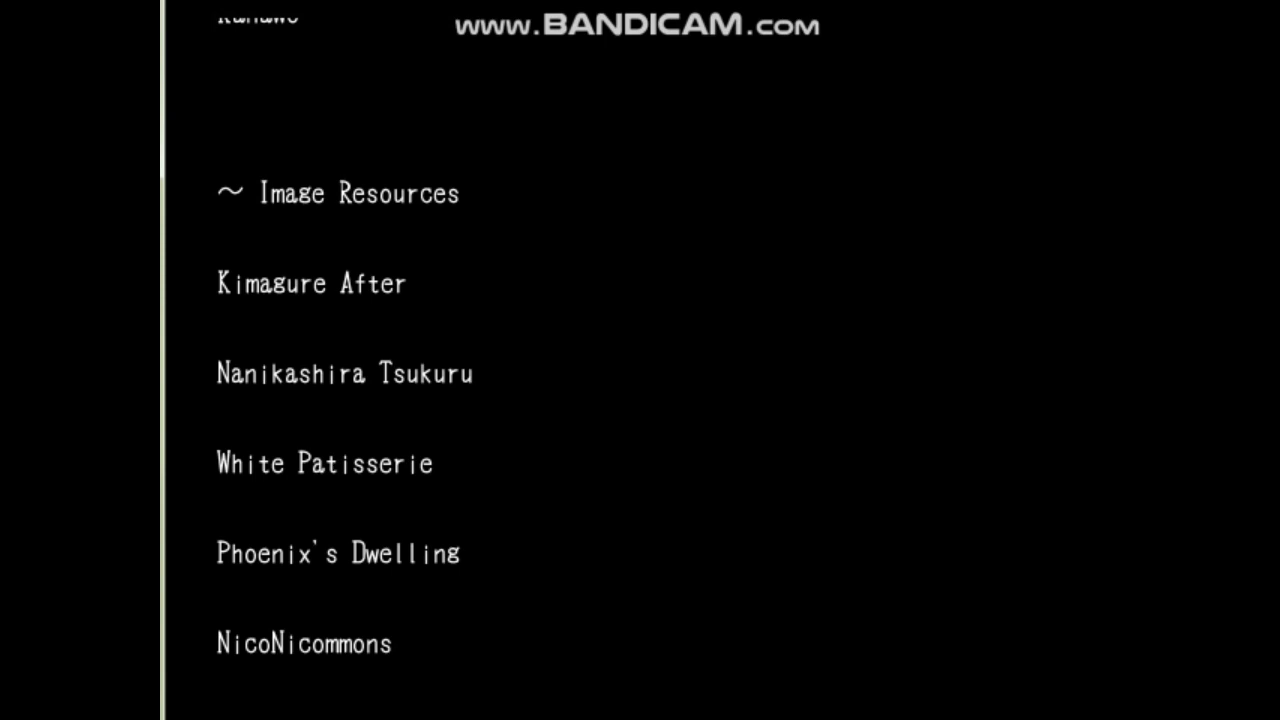 www.BANDICAM.com
～ Image Resources
Kimagure After
Nanikashira Tsukuru
White Patisserie
Phoenix's Dwelling
NicoNicommons